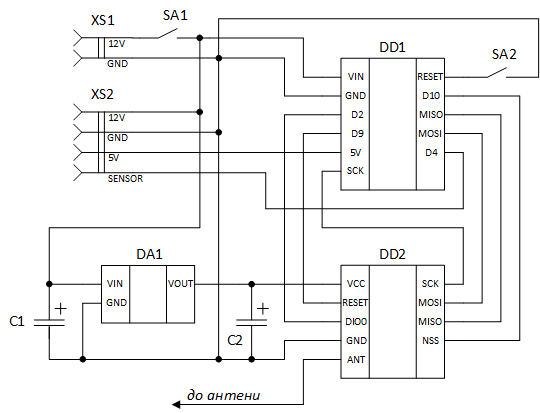 XS1
SA1
12V
GND
DD1
SA2
VIN
RESET
GND
D10
D2
MISO
D9
MOSI
5V
D4
SCK
XS2
12V
GND
5V
SENSOR
DA1
VIN
VOUT
GND
DD2
VCC
SCK
RESET
MOSI
DIO0
MISO
GND
NSS
ANT
C1
+
C2
+
до антени